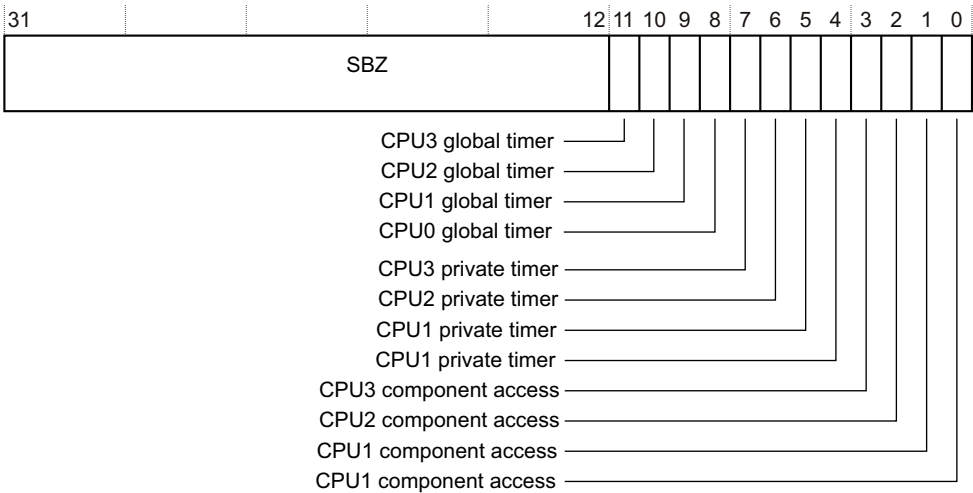 31 12 11 10 9 8 7 6 5 4 3 2 1 0
SBZ
CPU3 global timer
CPU2 global timer
CPU1 global timer
CPU0 global timer
CPU3 private timer
CPU2 private timer
CPU1 private timer
CPU1 private timer
CPU3 component access
CPU2 component access
CPU1 component access
CPU1 component access